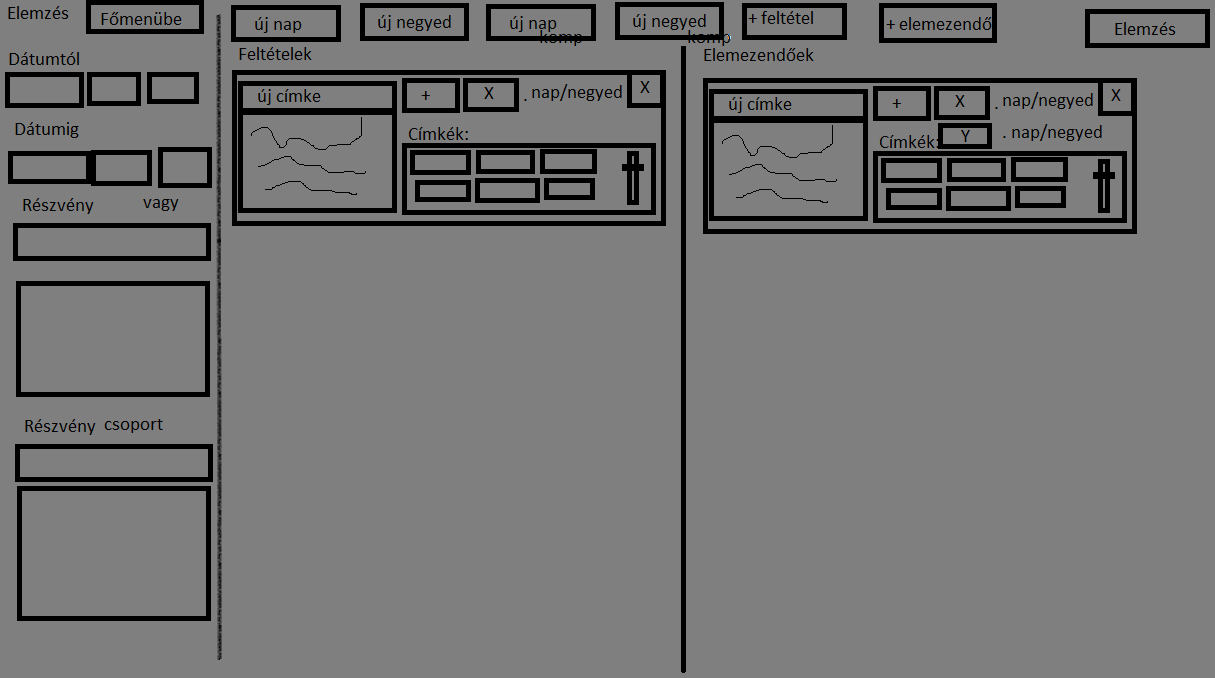 Elemzés
Főmenübe
Dátumtól
Dátumig
Részvény vagy
Részvény csoport
új nap
új negyed
új nap komp
új negyed komp
+ feltétel
+ elemezendő
Elemzés
Feltételek
új címke
+
X
. nap/negyed
X
Címkék:
Elemezendőek
új címke
+
X
. nap/negyed
X
Y
. nap/negyed
Címkék: